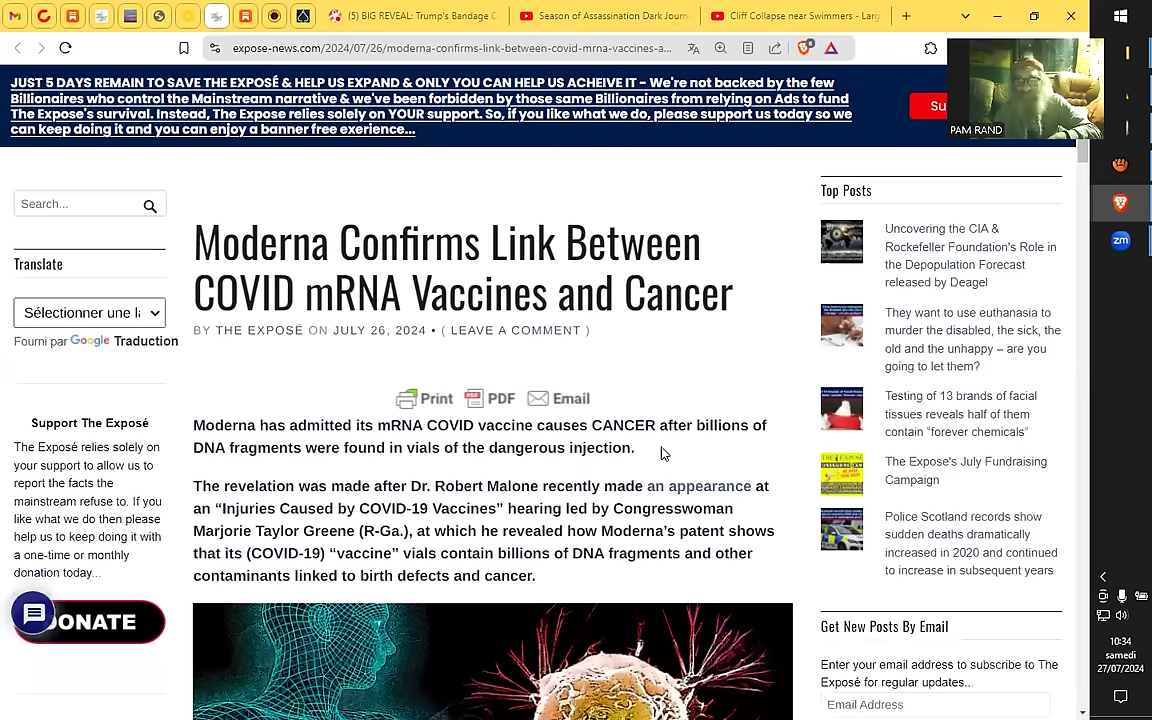 (5) BIG REVEAL: Trump's Bandage C
Season of Assassination Dark Journ
Cliff Collapse near Swimmers - Larg
expose-news.com/2024/07/26/moderna-confirms-link-between-covid-mrna-vaccines-a...
JUST 5 DAYS REMAIN TO SAVE THE EXPOSÉ & HELP US EXPAND & ONLY YOU CAN HELP US ACHEIVE IT - We're not backed by the few
Billionaires who control the Mainstream narrative & we've been forbidden by those same Billionaires from relying on Ads to fund
The Expose's survival. Instead, The Expose relies solely on YOUR support. So, if you like what we do, please support us today so we
can keep doing it and you can enjoy a banner free exerience...
Su
PAM RAND
Search...
Translate
Sélectionner une la
Fourni par Google Traduction
Support The Exposé
The Exposé relies solely on
your support to allow us to
report the facts the
mainstream refuse to. If you
like what we do then please
help us to keep doing it with
a one-time or monthly
donation today...
DONATE
Moderna Confirms Link Between
COVID mRNA Vaccines and Cancer
BY THE EXPOSÉ ON JULY 26, 2024 • ( LEAVE A COMMENT )
Print PDF Email
Moderna has admitted its mRNA COVID vaccine causes CANCER after billions of
DNA fragments were found in vials of the dangerous injection.
The revelation was made after Dr. Robert Malone recently made an appearance at
an “Injuries Caused by COVID-19 Vaccines” hearing led by Congresswoman
Marjorie Taylor Greene (R-Ga.), at which he revealed how Moderna’s patent shows
that its (COVID-19) “vaccine” vials contain billions of DNA fragments and other
contaminants linked to birth defects and cancer.
Top Posts
Uncovering the CIA &
Rockefeller Foundation's Role in
the Depopulation Forecast
released by Deagel
They want to use euthanasia to
murder the disabled, the sick, the
old and the unhappy – are you
going to let them?
Testing of 13 brands of facial
tissues reveals half of them
contain “forever chemicals”
The Expose's July Fundraising
Campaign
Police Scotland records show
sudden deaths dramatically
increased in 2020 and continued
to increase in subsequent years
Get New Posts By Email
Enter your email address to subscribe to The
Exposé for regular updates...
Email Address
zm
10:34
samedi
27/07/2024